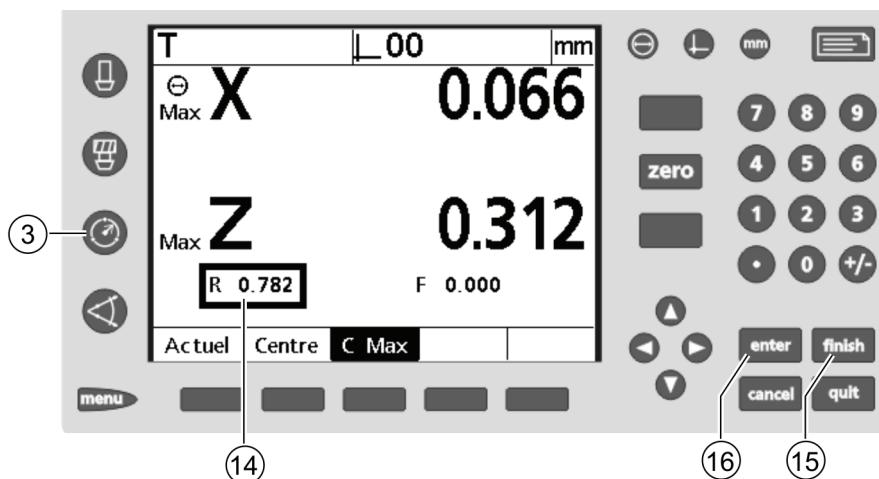 T 00 mm
mm
Max X 0.066
7 8 9
zero
4 5 6
Max Z 0.312
1 2 3
3
R 0.782 F 0.000
• 0 +/-
Actuel Centre C Max
enter finish
menu
cancel quit
14
16 15